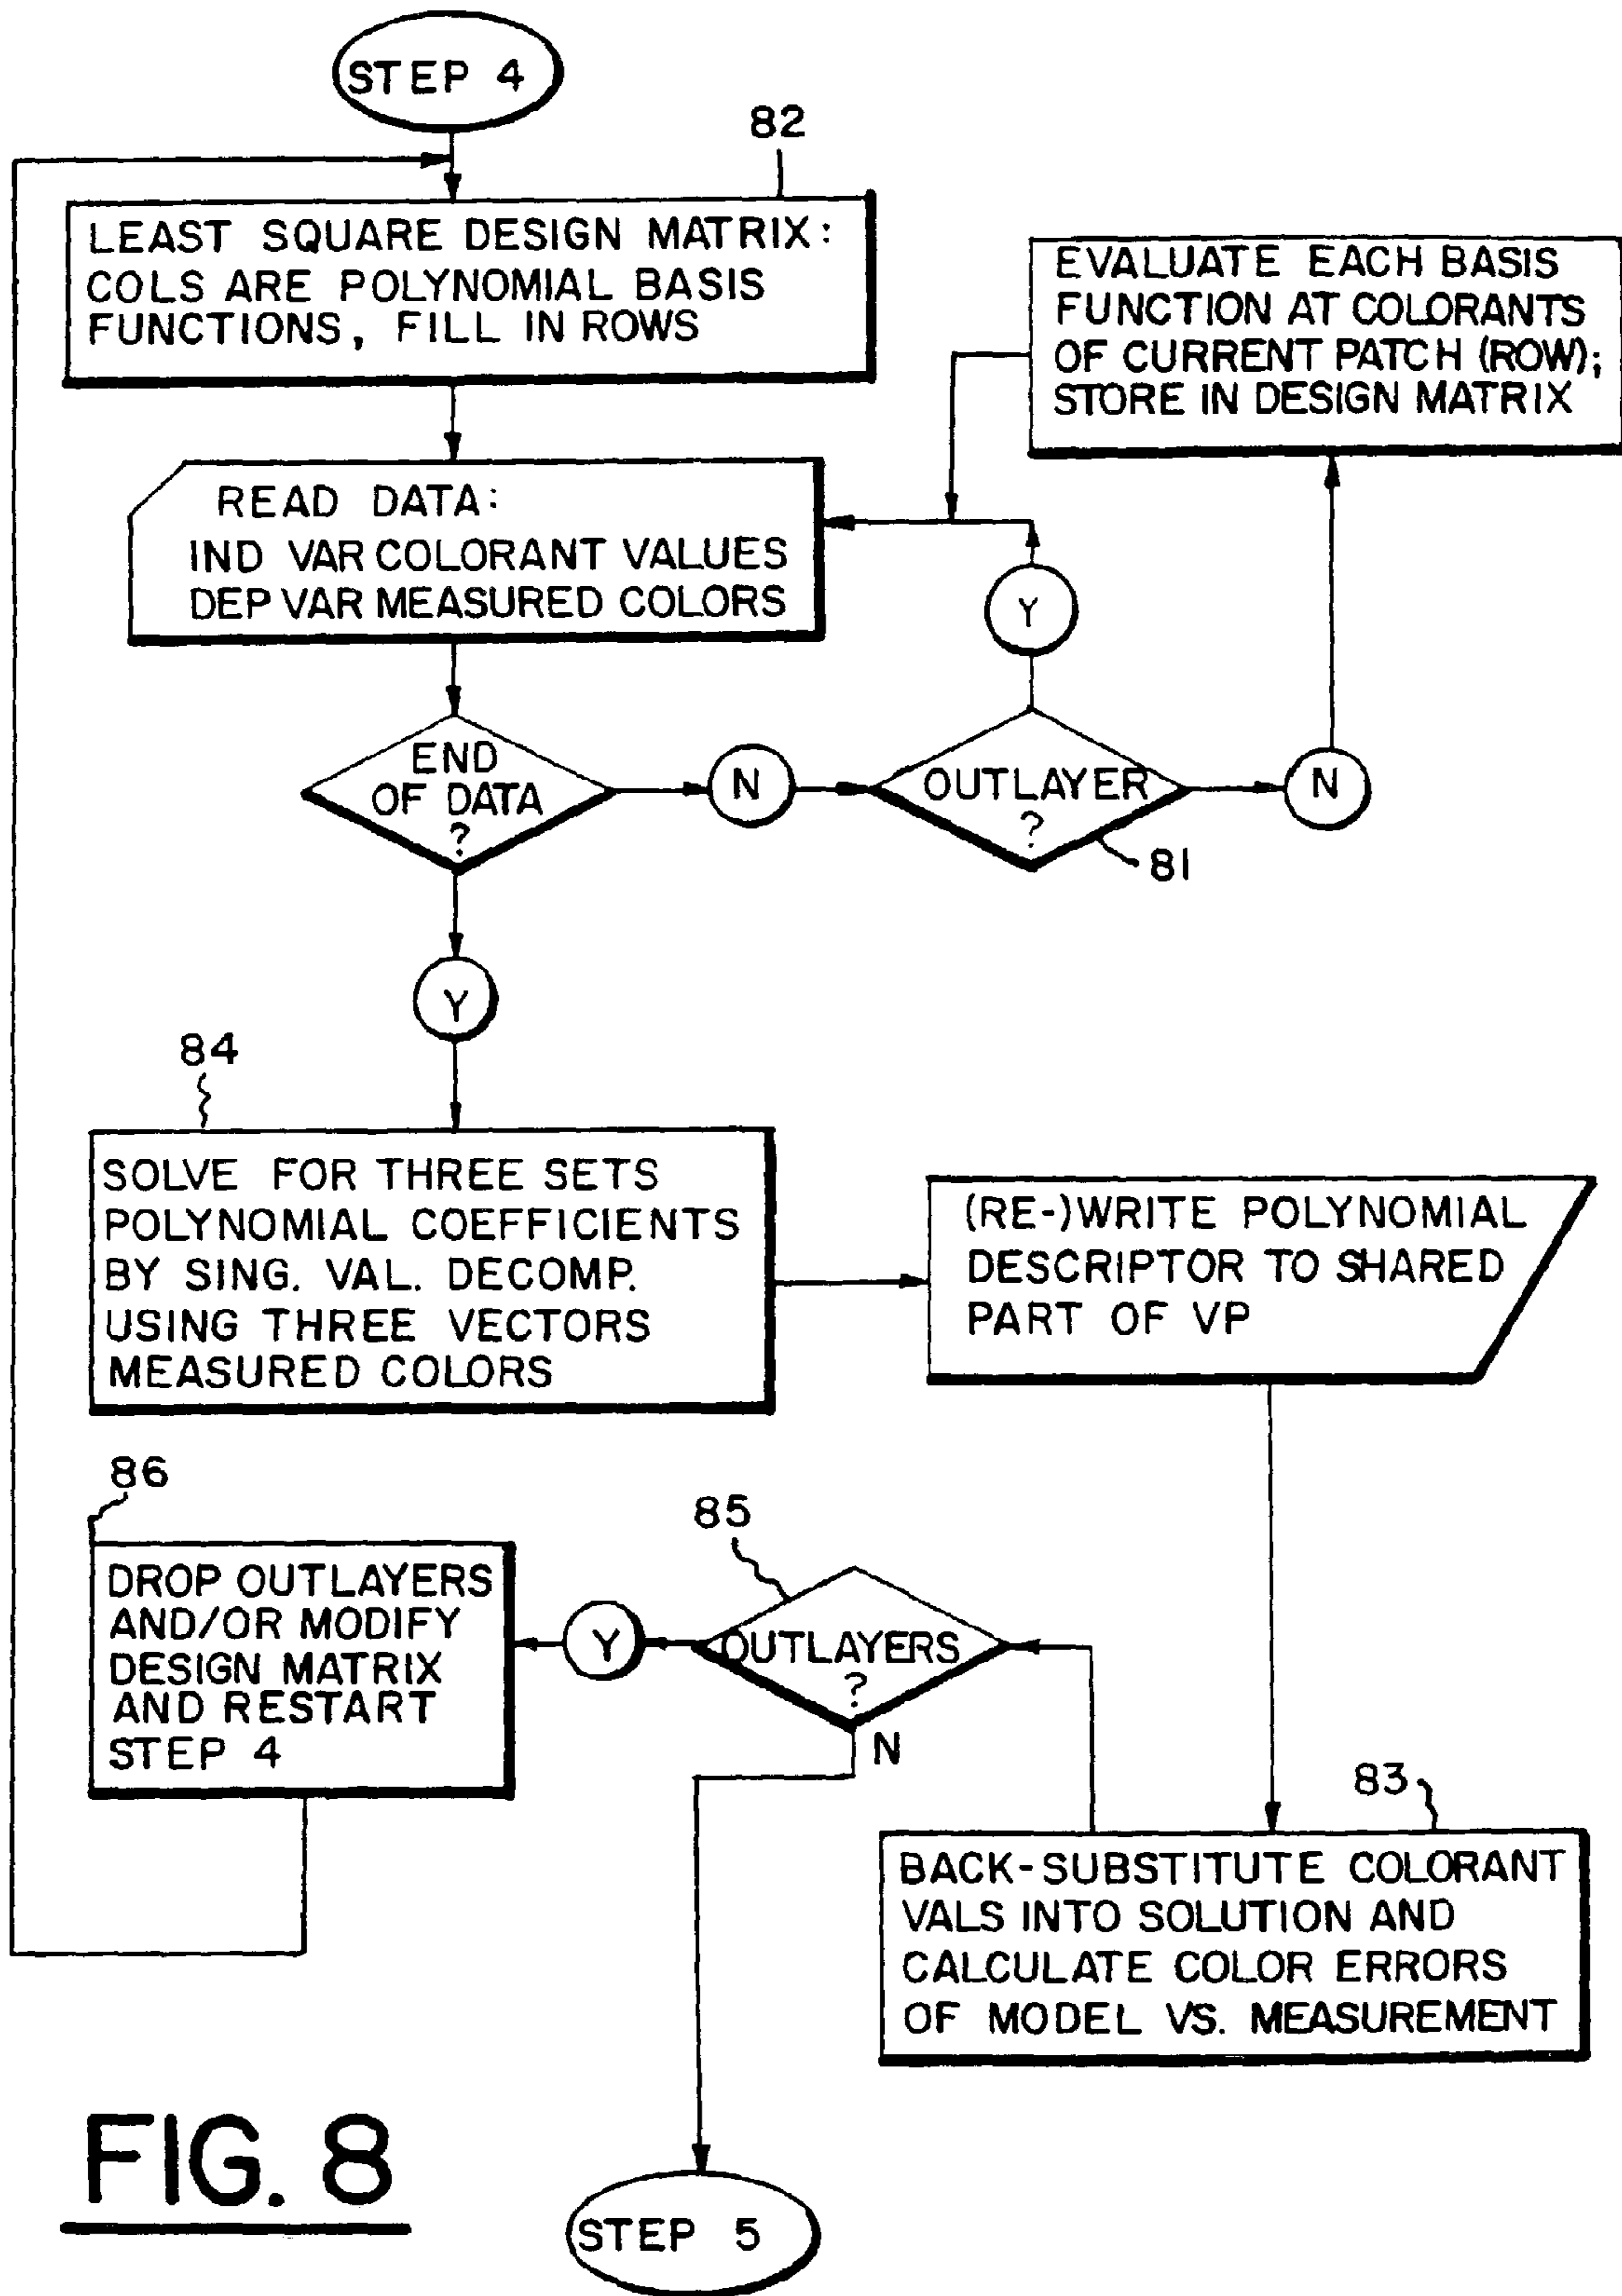 STEP 4
82
LEAST SQUARE DESIGN MATRIX:
COLS ARE POLYNOMIAL BASIS
FUNCTIONS, FILL IN ROWS
EVALUATE EACH BASIS
FUNCTION AT COLORANTS
OF CURRENT PATCH (ROW);
STORE IN DESIGN MATRIX
READ DATA:
IND VAR COLORANT VALUES
DEP VAR MEASURED COLORS
Y
END
OF DATA
?
N
OUTLAYER
?
N
81
Y
84
SOLVE FOR THREE SETS
POLYNOMIAL COEFFICIENTS
BY SING. VAL. DECOMP.
USING THREE VECTORS
MEASURED COLORS
(RE-)WRITE POLYNOMIAL
DESCRIPTOR TO SHARED
PART OF VP
86
DROP OUTLAYERS
AND/OR MODIFY
DESIGN MATRIX
AND RESTART
STEP 4
Y
85
OUTLAYERS
?
N
83
BACK-SUBSTITUTE COLORANT
VALS INTO SOLUTION AND
CALCULATE COLOR ERRORS
OF MODEL VS. MEASUREMENT
FIG. 8
STEP 5